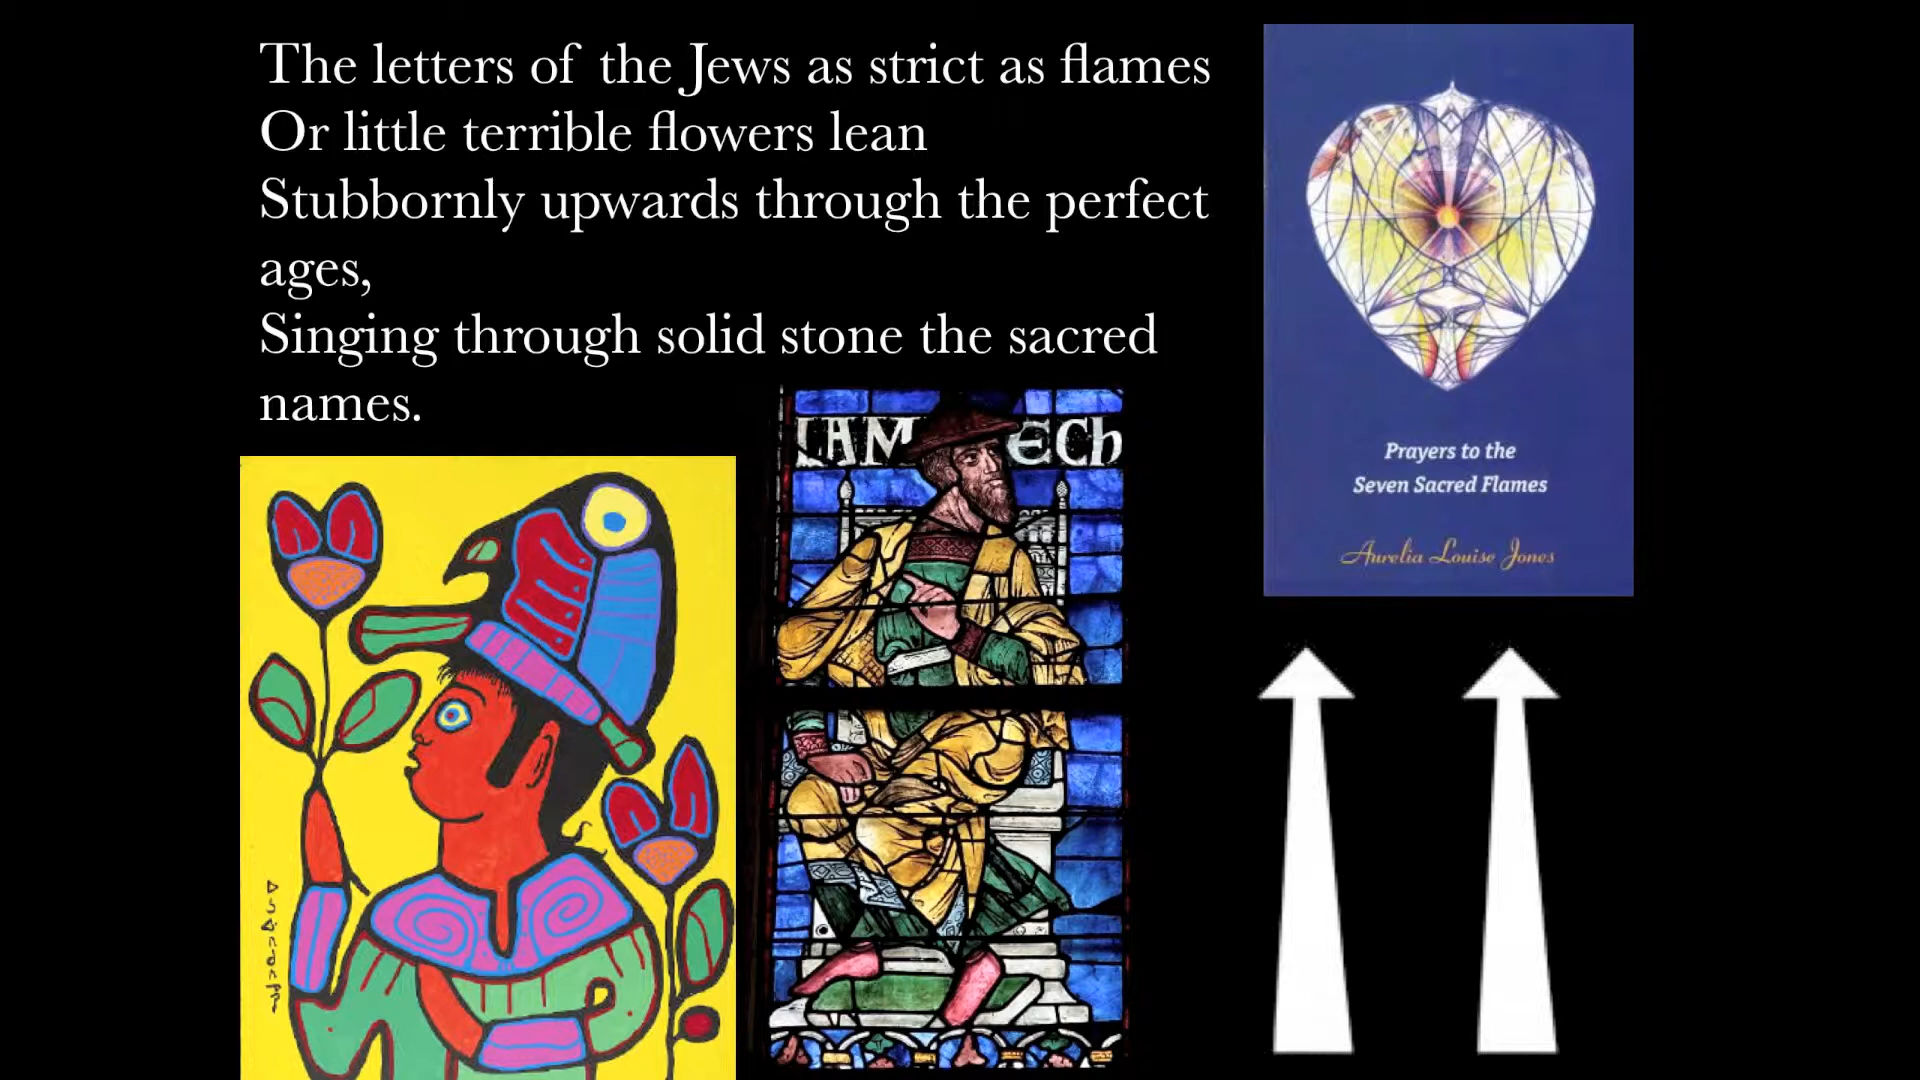 The letters of the Jews as strict as flames
Or little terrible flowers lean
Stubbornly upwards through the perfect
ages,
Singing through solid stone the sacred
names.
LAM ECh
Prayers to the
Seven Sacred Flames
Aurelia Louise Jones